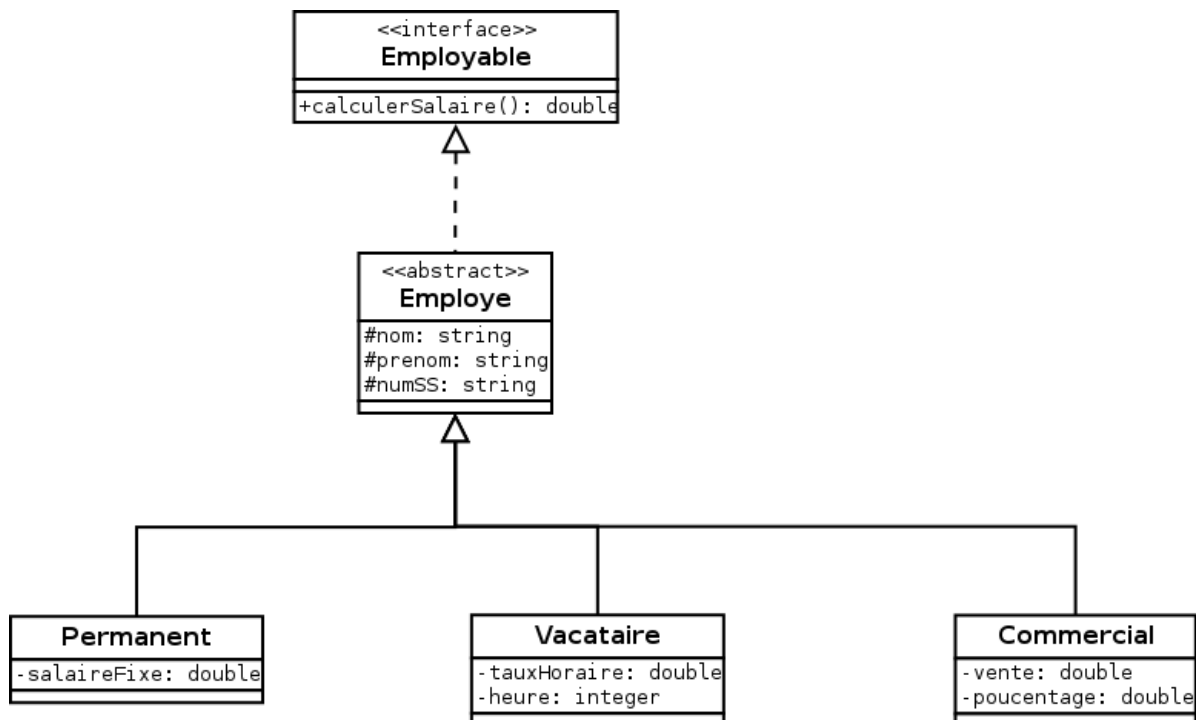 <<interface>>
Employable
+calculerSalaire(): double
<<abstract>>
Employe
#nom: string
#prenom: string
#numSS: string
Permanent
-salaireFixe: double
Vacataire
-tauxHoraire: double
-heure: integer
Commercial
-vente: double
-poucentage: double